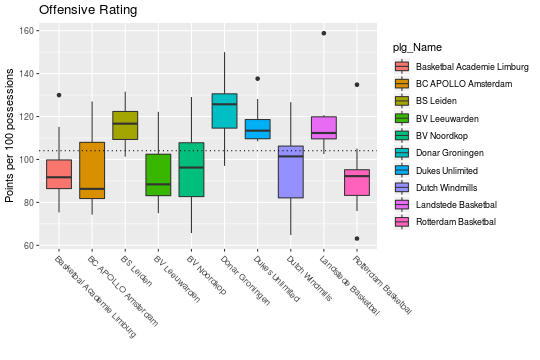 Offensive Rating
Points per 100 possessions
160
140
120
100
80
60
Basketbal Academie Limburg
BC APOLLO Amsterdam
BS Leiden
BV Leeuwarden
BV Noordkop
Donar Groningen
Dukes Unlimited
Dutch Windmills
Landstede Basketbal
Rotterdam Basketbal
plg_Name
Basketbal Academie Limburg
BC APOLLO Amsterdam
BS Leiden
BV Leeuwarden
BV Noordkop
Donar Groningen
Dukes Unlimited
Dutch Windmills
Landstede Basketbal
Rotterdam Basketbal